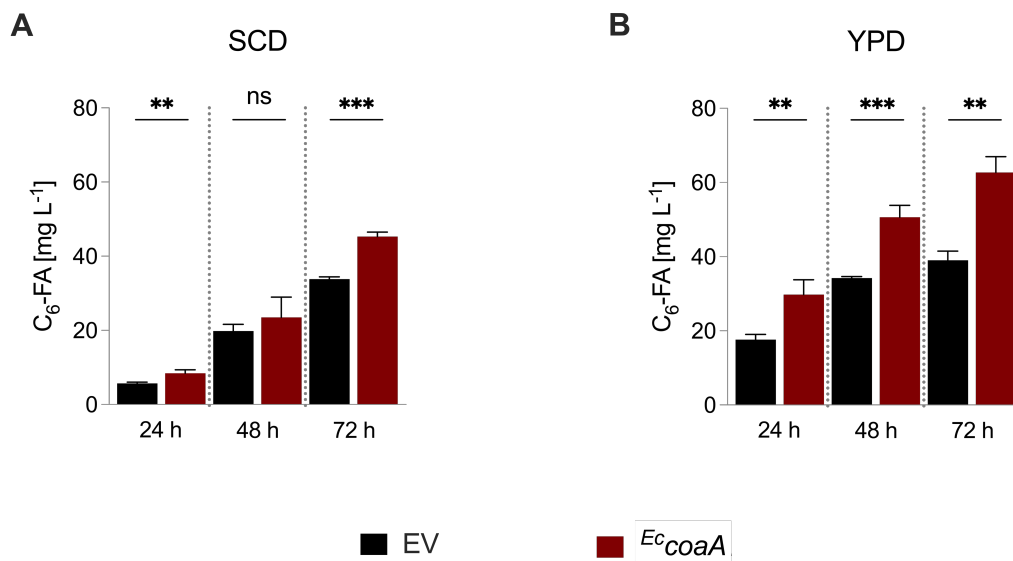 A
SCD
C6-FA [mg L-1]
80
60
40
20
0
**
ns
***
24 h
48 h
72 h
B
YPD
C6-FA [mg L-1]
80
60
40
20
0
**
***
**
24 h
48 h
72 h
EV
EccoaA